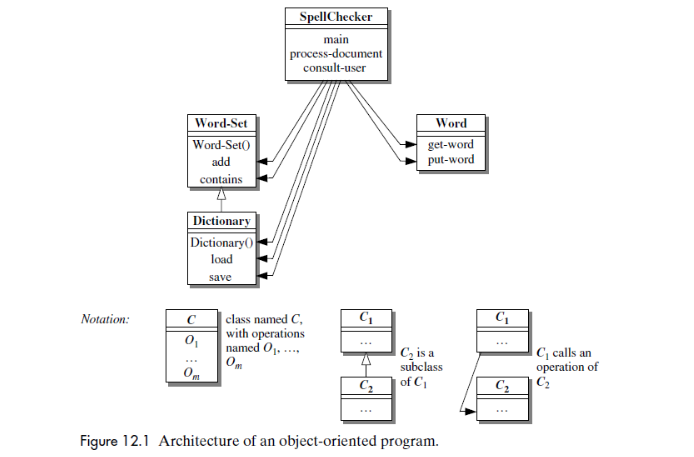 SpellChecker
main
process-document
consult-user
Word-Set
Word-Set()
add
contains
Word
get-word
put-word
Dictionary
Dictionary()
load
save
Notation:
C
O1
...
Om
class named C,
with operations
named O1, ...,
Om
C1
...
C2
...
C2 is a
subclass
of C1
C1
...
C2
...
C1 calls an
operation of
C2
Figure 12.1 Architecture of an object-oriented program.